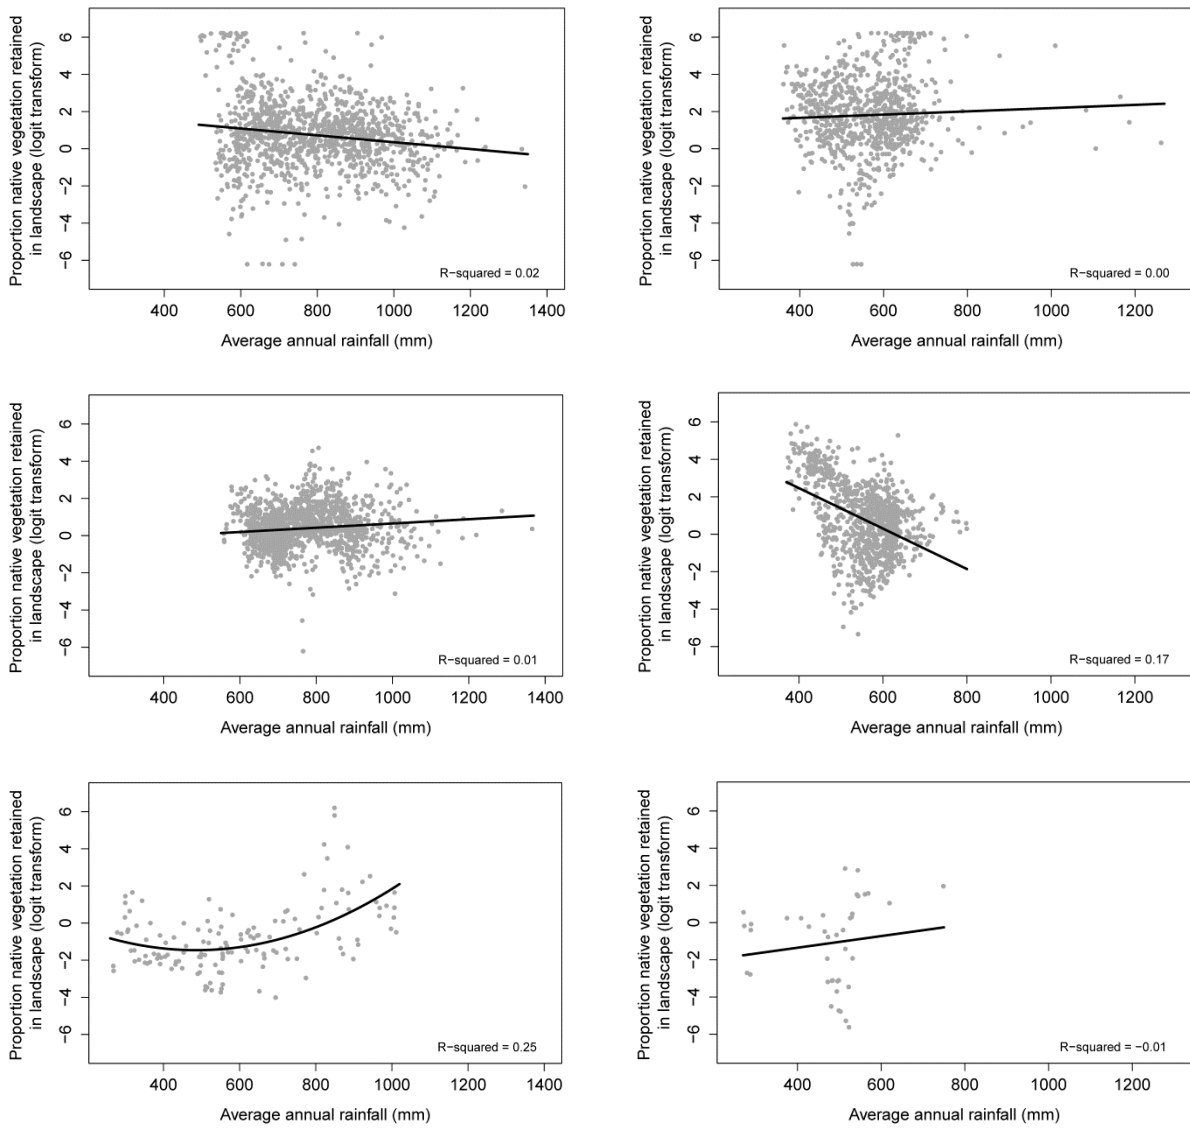 Proportion native vegetation retained
in landscape (logit transform)
6
4
2
0
−2
−4
−6
R−squared = 0.02
400 600 800 1000 1200 1400
Average annual rainfall (mm)
Proportion native vegetation retained
in landscape (logit transform)
6
4
2
0
−2
−4
−6
R−squared = 0.00
400 600 800 1000 1200
Average annual rainfall (mm)
Proportion native vegetation retained
in landscape (logit transform)
6
4
2
0
−2
−4
−6
R−squared = 0.01
400 600 800 1000 1200 1400
Average annual rainfall (mm)
Proportion native vegetation retained
in landscape (logit transform)
6
4
2
0
−2
−4
−6
R−squared = 0.17
400 600 800 1000 1200
Average annual rainfall (mm)
Proportion native vegetation retained
in landscape (logit transform)
6
4
2
0
−2
−4
−6
R−squared = 0.25
400 600 800 1000 1200 1400
Average annual rainfall (mm)
Proportion native vegetation retained
in landscape (logit transform)
6
4
2
0
−2
−4
−6
R−squared = −0.01
400 600 800 1000 1200
Average annual rainfall (mm)